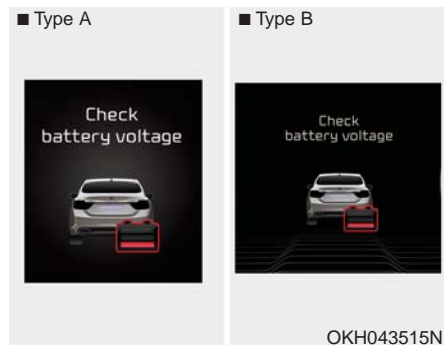 ■ Type A
■ Type B
Check
battery voltage
Check
battery voltage
OKH043515N